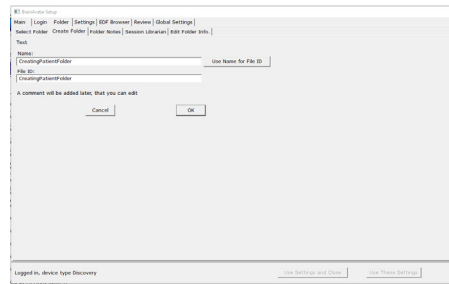 BrainAvatar Setup
Main Login Folder Settings EDF Browser Review Global Settings
Select Folder Create Folder Folder Notes Session Librarian Edit Folder Info.
Text
Name:
CreatingPatientFolder Use Name for File ID
File ID:
CreatingPatientFolder
A comment will be added later, that you can edit
Cancel OK
Logged in, device type Discovery Use Settings and Close Use These Settings